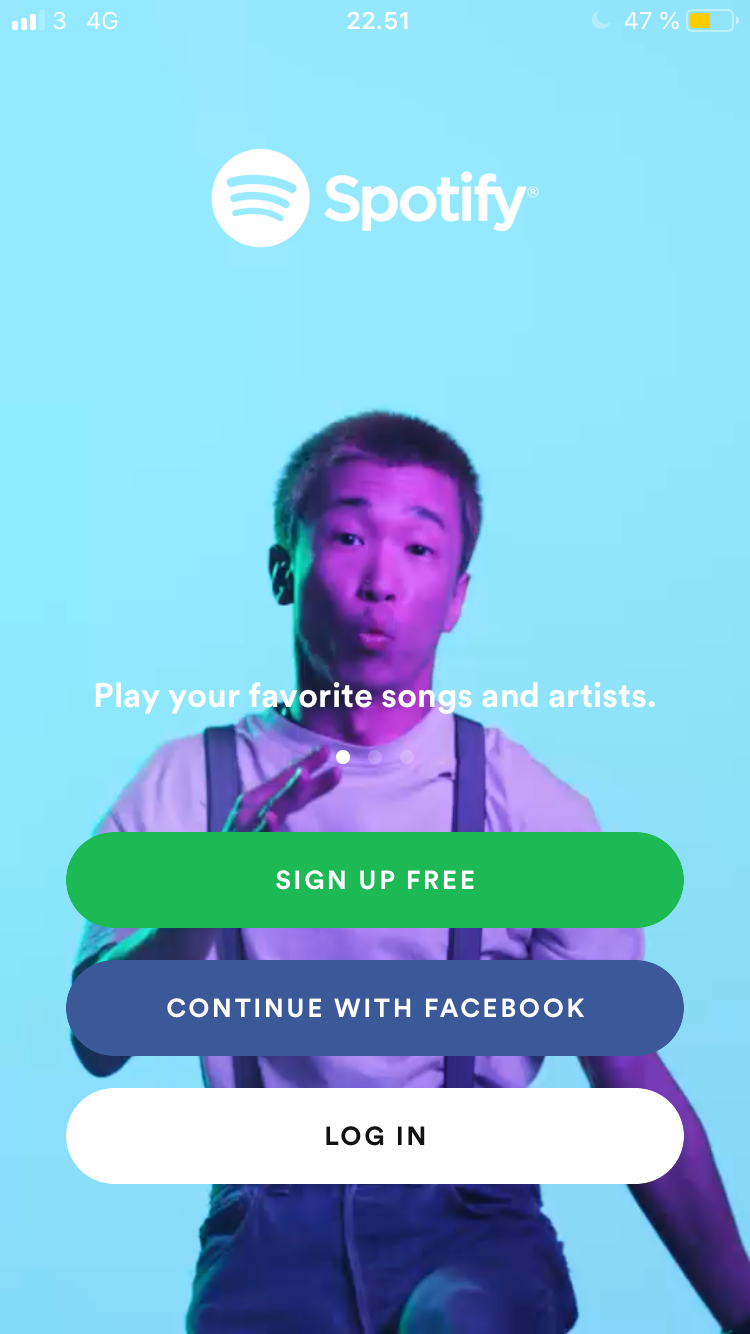 3 4G 22.51 47 %
Spotify®
Play your favorite songs and artists.
SIGN UP FREE
CONTINUE WITH FACEBOOK
LOG IN